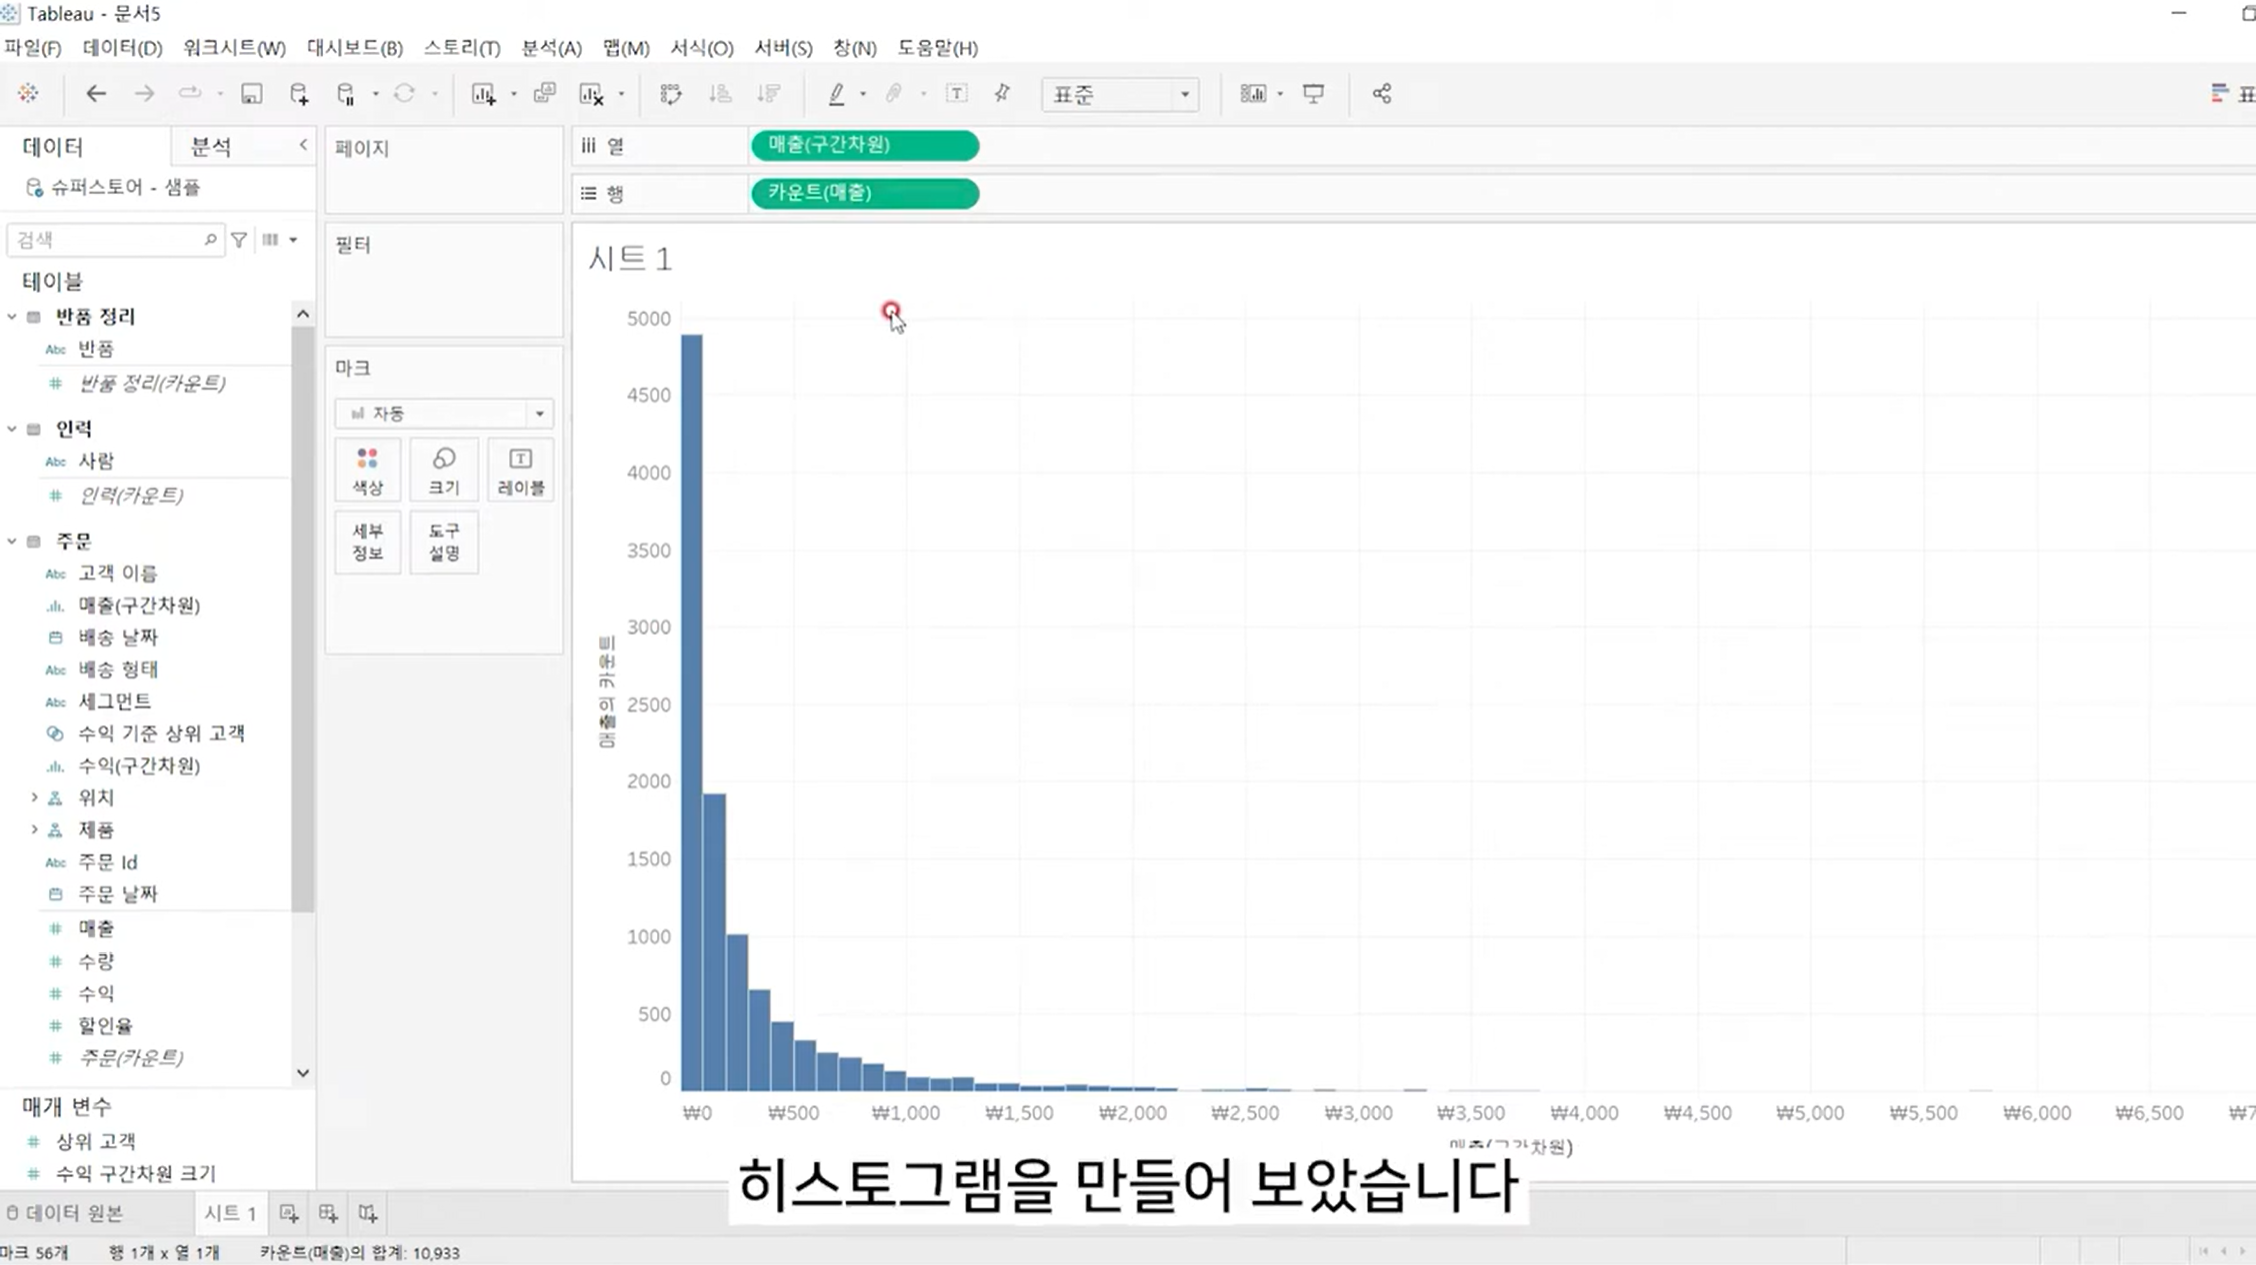 Tableau - 문서5
파일(F) 데이터(D) 워크시트(W) 대시보드(B) 스토리(T) 분석(A) 맵(M) 서식(O) 서버(S) 창(N) 도움말(H)
표준
데이터 분석
슈퍼스토어 - 샘플
검색
테이블
반품 정리
Abc 반품
# 반품 정리(카운트)
인력
Abc 사람
# 인력(카운트)
주문
Abc 고객 이름
매출(구간차원)
배송 날짜
Abc 배송 형태
Abc 세그먼트
수익 기준 상위 고객
수익(구간차원)
위치
제품
Abc 주문 Id
주문 날짜
# 매출
# 수량
# 수익
# 할인율
# 주문(카운트)
매개 변수
# 상위 고객
# 수익 구간차원 크기
페이지
필터
마크
자동
색상 크기 레이블
세부 정보 도구 설명
열 매출(구간차원)
행 카운트(매출)
시트 1
매출의 카운트
5000
4500
4000
3500
3000
2500
2000
1500
1000
500
0
₩0 ₩500 ₩1,000 ₩1,500 ₩2,000 ₩2,500 ₩3,000 ₩3,500 ₩4,000 ₩4,500 ₩5,000 ₩5,500 ₩6,000 ₩6,500 ₩7
매출(구간차원)
히스토그램을 만들어 보았습니다
데이터 원본 시트 1
마크 56개 행 1개 x 열 1개 카운트(매출)의 합계: 10,933